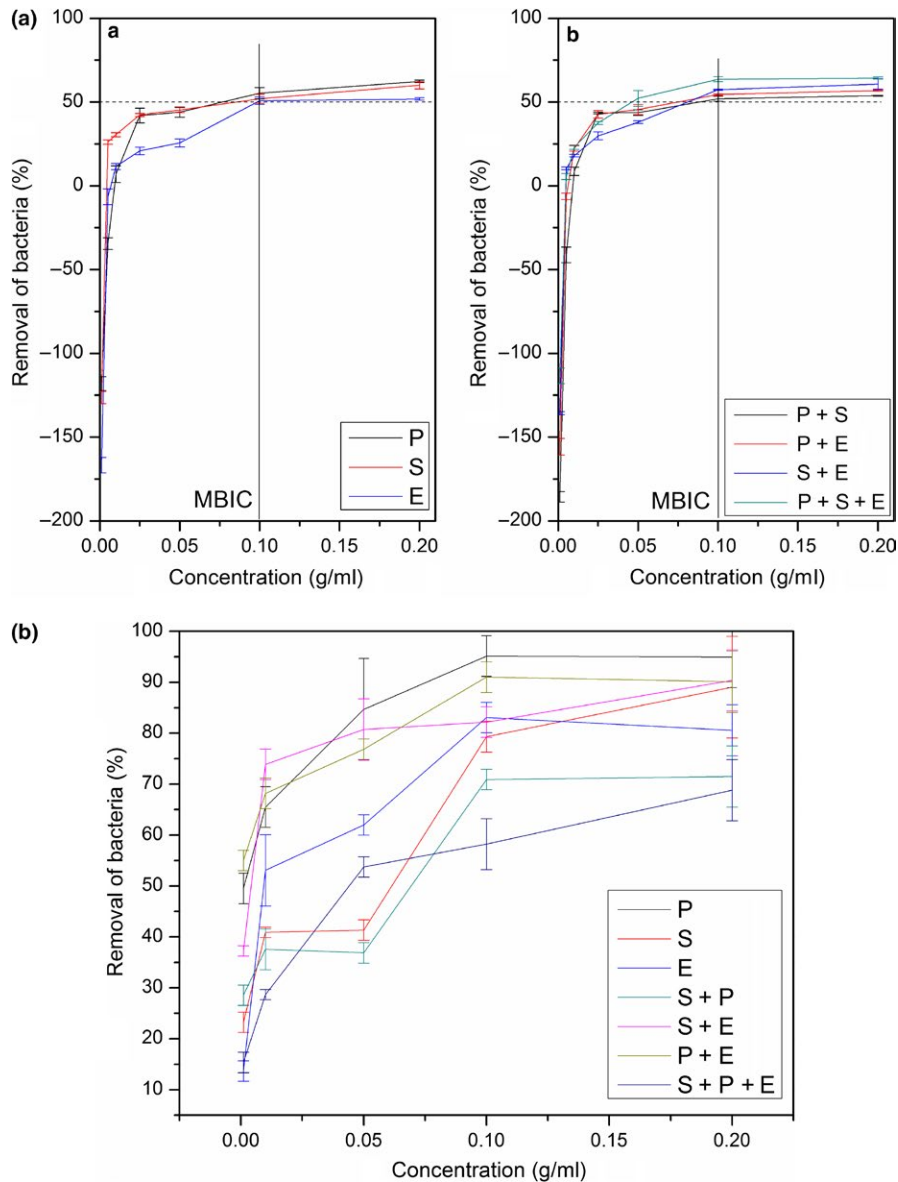 (a)
a
100
50
0
–50
–100
–150
–200
Removal of bacteria (%)
MBIC
P
S
E
0.00 0.05 0.10 0.15 0.20
Concentration (g/ml)
b
100
50
0
–50
–100
–150
–200
Removal of bacteria (%)
MBIC
P + S
P + E
S + E
P + S + E
0.00 0.05 0.10 0.15 0.20
Concentration (g/ml)
(b)
100
90
80
70
60
50
40
30
20
10
Removal of bacteria (%)
P
S
E
S + P
S + E
P + E
S + P + E
0.00 0.05 0.10 0.15 0.20
Concentration (g/ml)